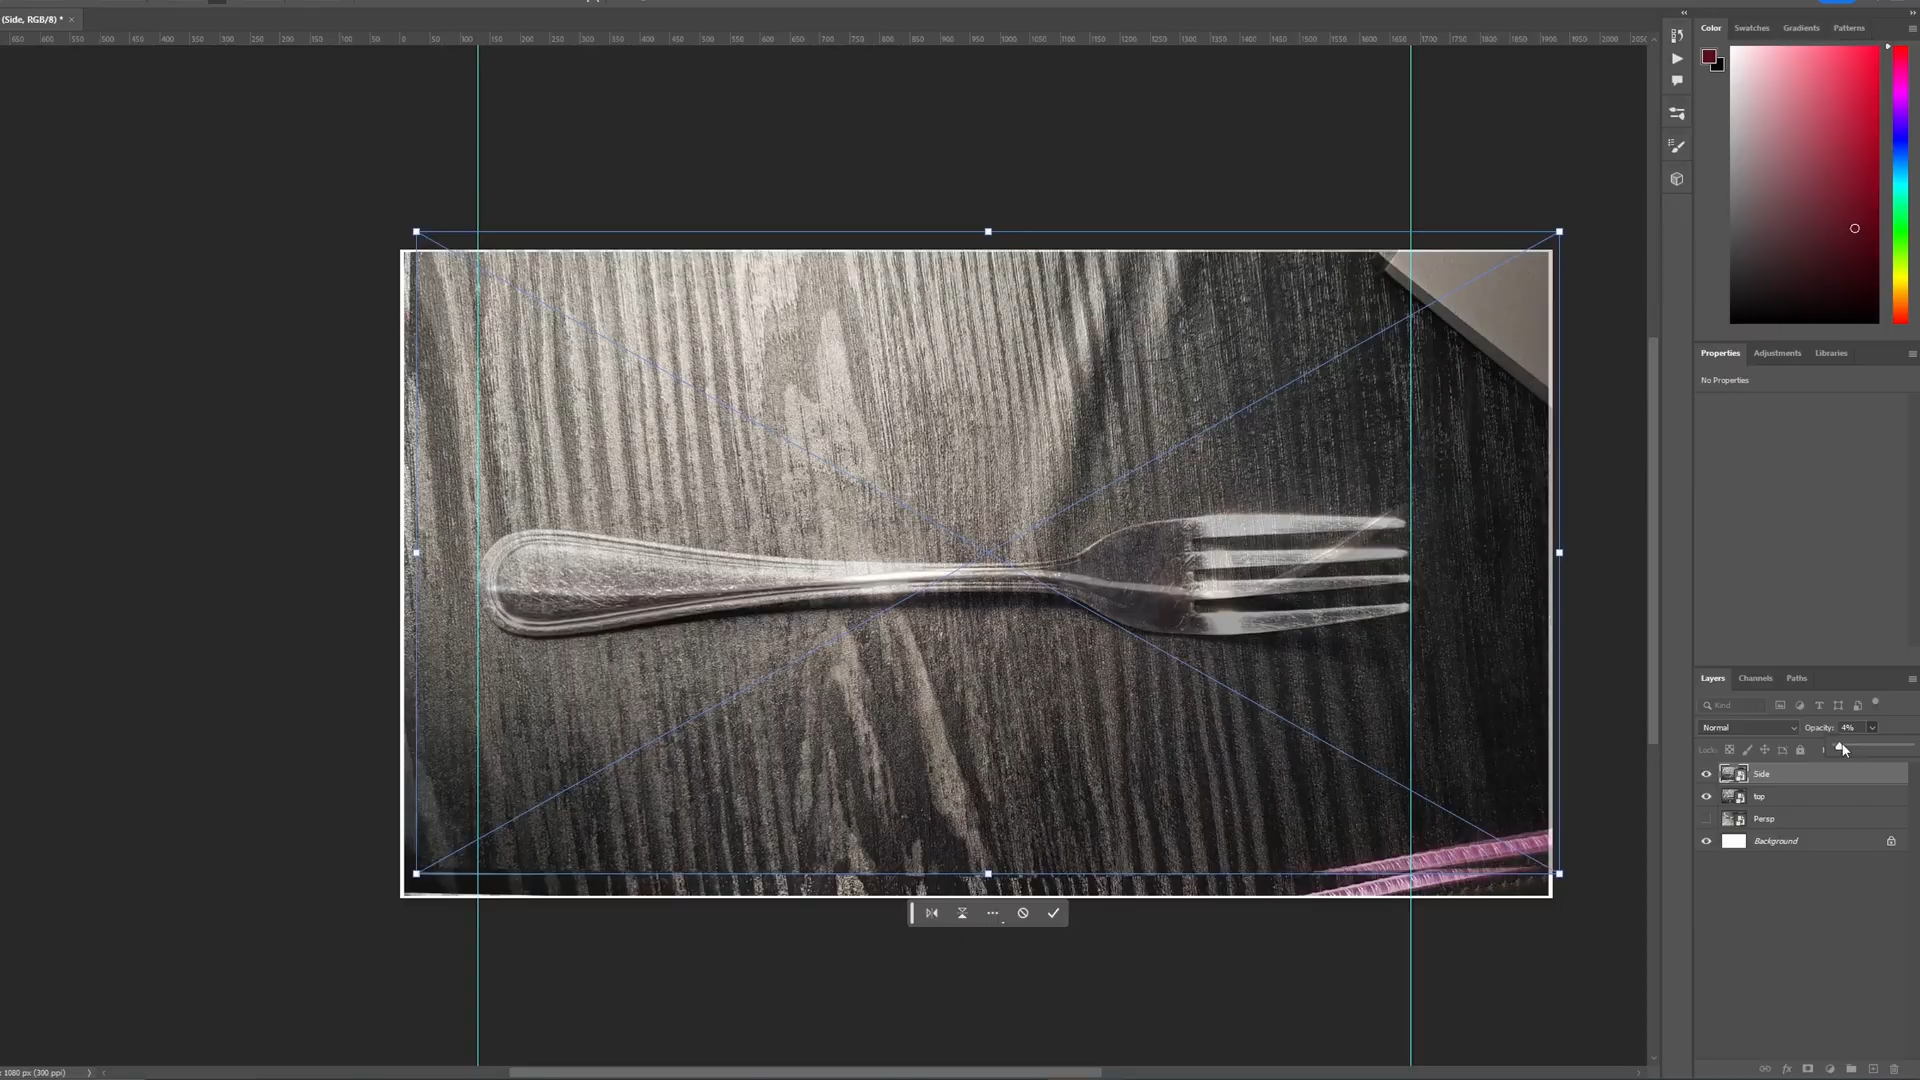 (Side, RGB/8) *
650 600 550 500 450 400 350 300 250 200 150 100 50 0 50 100 150 200 250 300 350 400 450 500 550 600 650 700 750 800 850 900 950 1000 1050 1100 1150 1200 1250 1300 1350 1400 1450 1500 1550 1600 1650 1700 1750 1800 1850 1900 1950 2000 2050
Color Swatches Gradients Patterns
Properties Adjustments Libraries
No Properties
Layers Channels Paths
Kind
Normal Opacity: 4%
Lock:
Side
top
Persp
Background
1080 px (300 ppi)